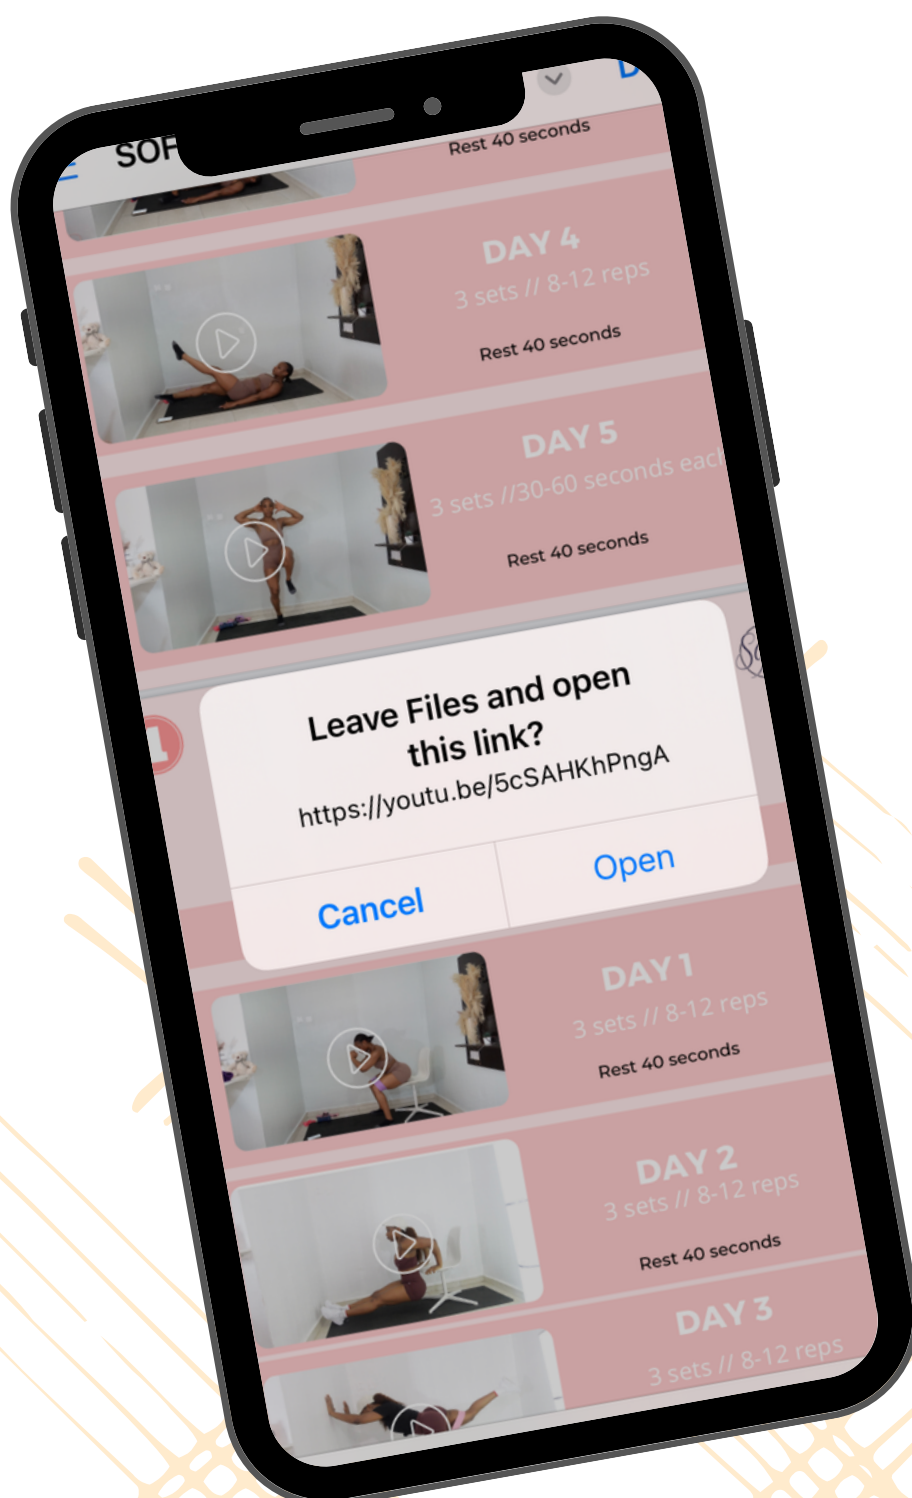 SOF
D
Rest 40 seconds
DAY 4
3 sets // 8-12 reps
Rest 40 seconds
DAY 5
3 sets //30-60 seconds each
Rest 40 seconds
1
Leave Files and open
this link?
https://youtu.be/5cSAHKhPngA
Cancel
Open
DAY 1
3 sets // 8-12 reps
Rest 40 seconds
DAY 2
3 sets // 8-12 reps
Rest 40 seconds
DAY 3
3 sets // 8-12 reps